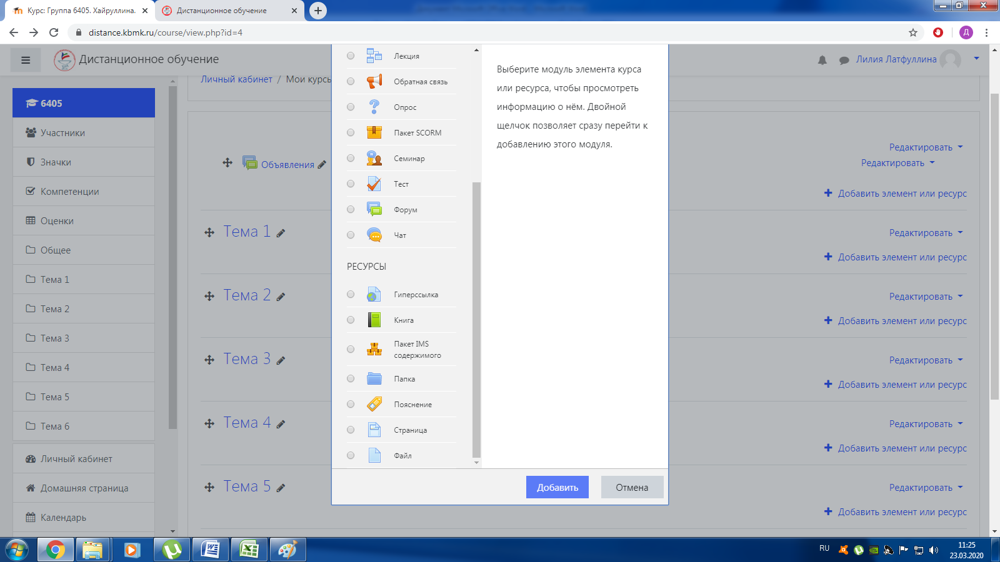 Курс: Группа 6405. Хайруллина.
Дистанционное обучение
distance.kbmk.ru/course/view.php?id=4
Д
Дистанционное обучение
Лилия Латфуллина
6405
Участники
Значки
Компетенции
Оценки
Общее
Тема 1
Тема 2
Тема 3
Тема 4
Тема 5
Тема 6
Личный кабинет
Домашняя страница
Календарь
Личный кабинет / Мои курсы
Объявления
Редактировать
Редактировать
Добавить элемент или ресурс
Тема 1
Редактировать
Добавить элемент или ресурс
Тема 2
Редактировать
Добавить элемент или ресурс
Тема 3
Редактировать
Добавить элемент или ресурс
Тема 4
Редактировать
Добавить элемент или ресурс
Тема 5
Редактировать
Добавить элемент или ресурс
Лекция
Обратная связь
Опрос
Пакет SCORM
Семинар
Тест
Форум
Чат
РЕСУРСЫ
Гиперссылка
Книга
Пакет IMS
содержимого
Папка
Пояснение
Страница
Файл
Выберите модуль элемента курса
или ресурса, чтобы просмотреть
информацию о нём. Двойной
щелчок позволяет сразу перейти к
добавлению этого модуля.
Добавить
Отмена
RU
11:25
23.03.2020